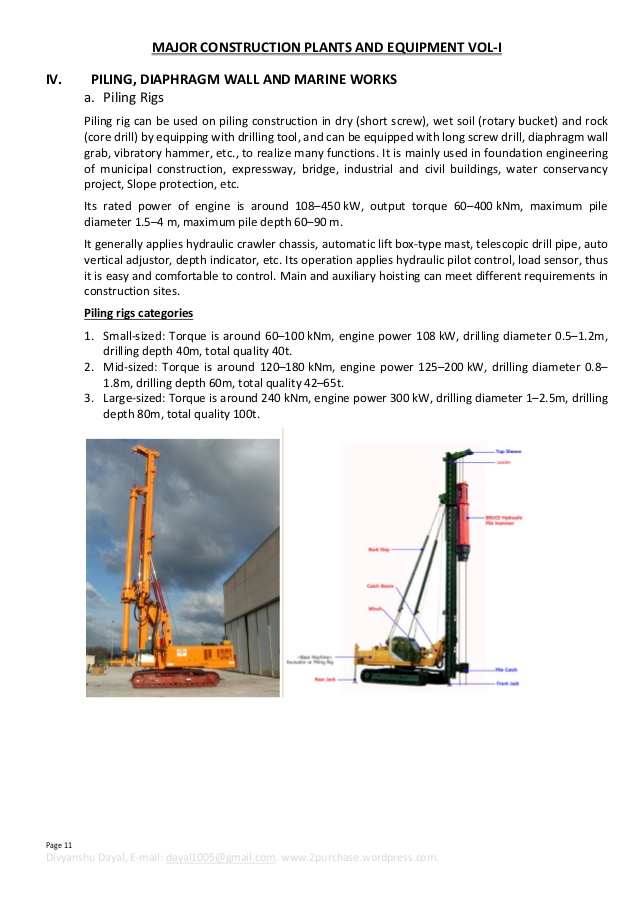 MAJOR CONSTRUCTION PLANTS AND EQUIPMENT VOL-I
IV. PILING, DIAPHRAGM WALL AND MARINE WORKS
a. Piling Rigs
Piling rig can be used on piling construction in dry (short screw), wet soil (rotary bucket) and rock
(core drill) by equipping with drilling tool, and can be equipped with long screw drill, diaphragm wall
grab, vibratory hammer, etc., to realize many functions. It is mainly used in foundation engineering
of municipal construction, expressway, bridge, industrial and civil buildings, water conservancy
project, Slope protection, etc.
Its rated power of engine is around 108–450 kW, output torque 60–400 kNm, maximum pile
diameter 1.5–4 m, maximum pile depth 60–90 m.
It generally applies hydraulic crawler chassis, automatic lift box-type mast, telescopic drill pipe, auto
vertical adjustor, depth indicator, etc. Its operation applies hydraulic pilot control, load sensor, thus
it is easy and comfortable to control. Main and auxiliary hoisting can meet different requirements in
construction sites.
Piling rigs categories
1. Small-sized: Torque is around 60–100 kNm, engine power 108 kW, drilling diameter 0.5–1.2m,
drilling depth 40m, total quality 40t.
2. Mid-sized: Torque is around 120–180 kNm, engine power 125–200 kW, drilling diameter 0.8–
1.8m, drilling depth 60m, total quality 42–65t.
3. Large-sized: Torque is around 240 kNm, engine power 300 kW, drilling diameter 1–2.5m, drilling
depth 80m, total quality 100t.
Top Sheave
Leader
BRUCE Hydraulic
Pile Hammer
Back Stay
Catch Boom
Winch
<Base Machine>
Excavator or Piling Rig
Rear Jack
Pile Catch
Front Jack
Page 11
Divyanshu Dayal, E-mail: dayal1005@gmail.com. www.2purchase.wordpress.com.